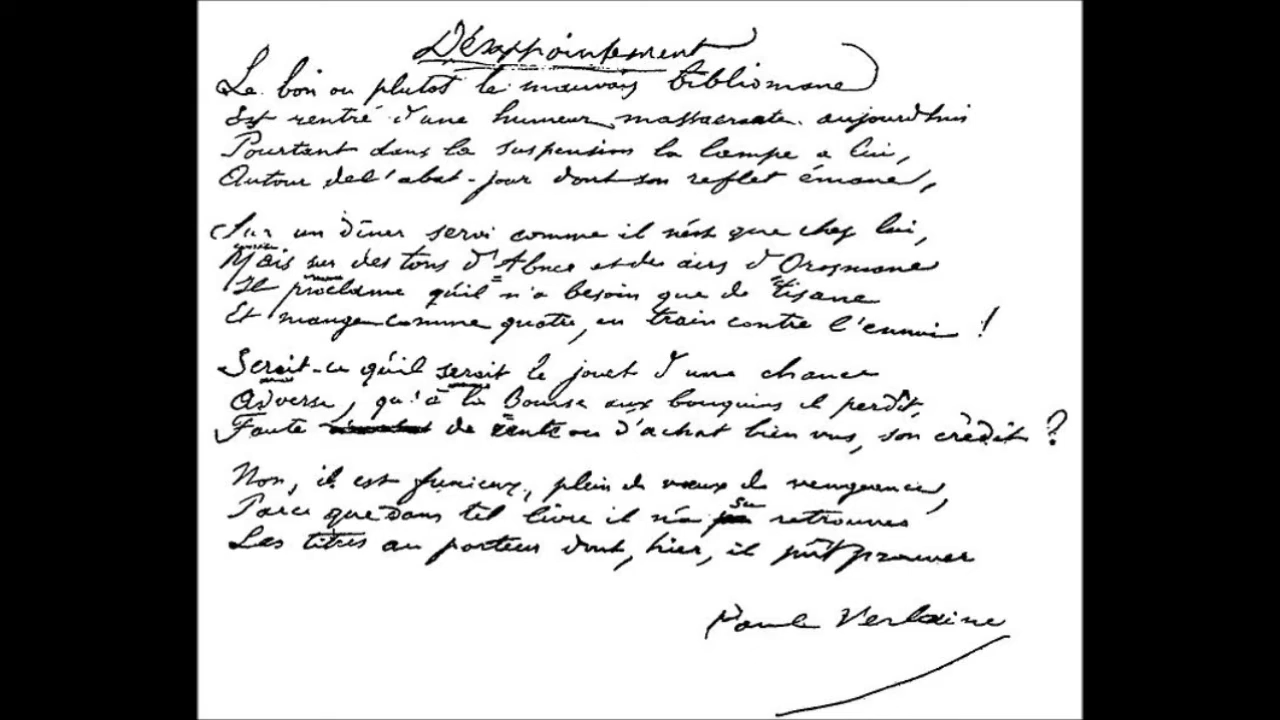 Désappointement
Le bon ou plutôt le mauvais bibliomane
Est rentré d'une humeur massacrante aujourd'hui
Pourtant dans la suspension la lampe a lui,
Autour de l'abat-jour dont son reflet émane,
Sur un dîner servi comme il n'est que chez lui,
Mais sur des tons d' et des airs d'Orosmane
Il proclame qu'il n'a besoin que de tisane
Et mange comme quatre, en train contre l'ennui !
Serait-ce qu'il serait le jouet d'une chance
Adverse, qu'à la Bourse aux bouquins il perdît,
Faute de vente ou d'achat bien vus, son crédit ?
Non, il est furieux, plein de vœux de vengeance,
Parce que dans tel livre il n'a su retrouver
Les titres au porteur dont, hier, il pût prouver
Paul Verlaine